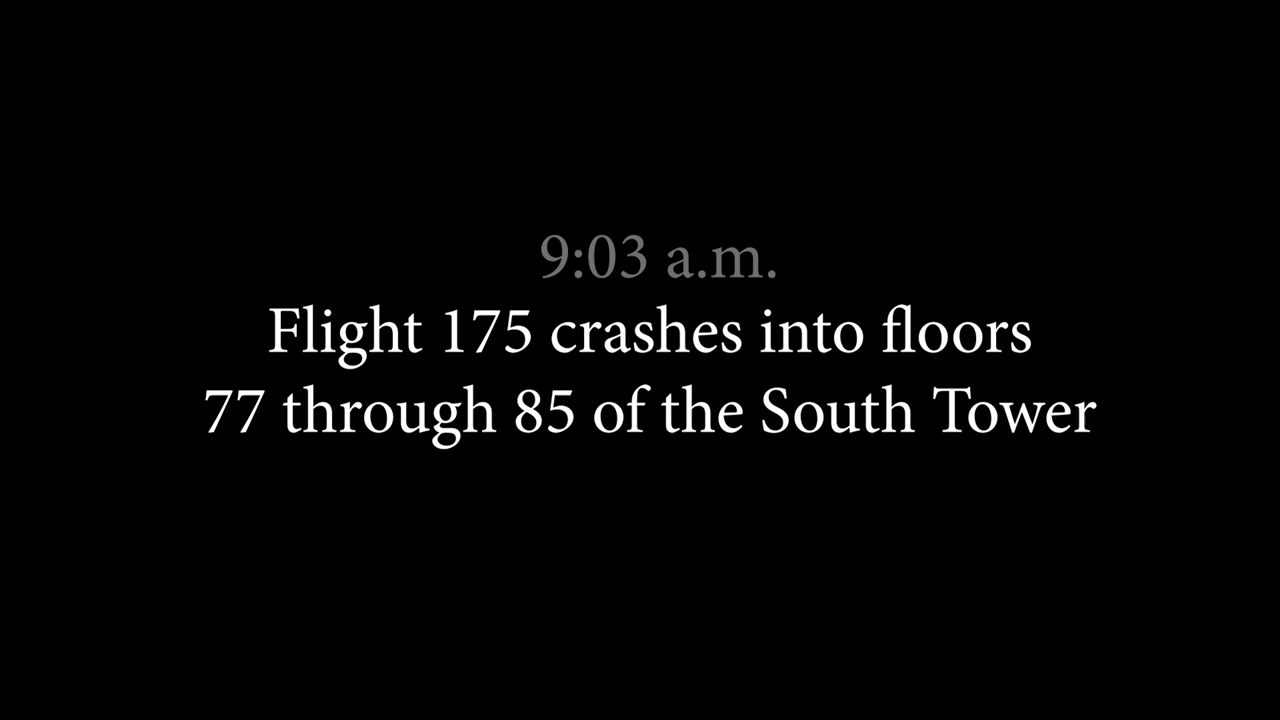 9:03 a.m.
Flight 175 crashes into floors
77 through 85 of the South Tower